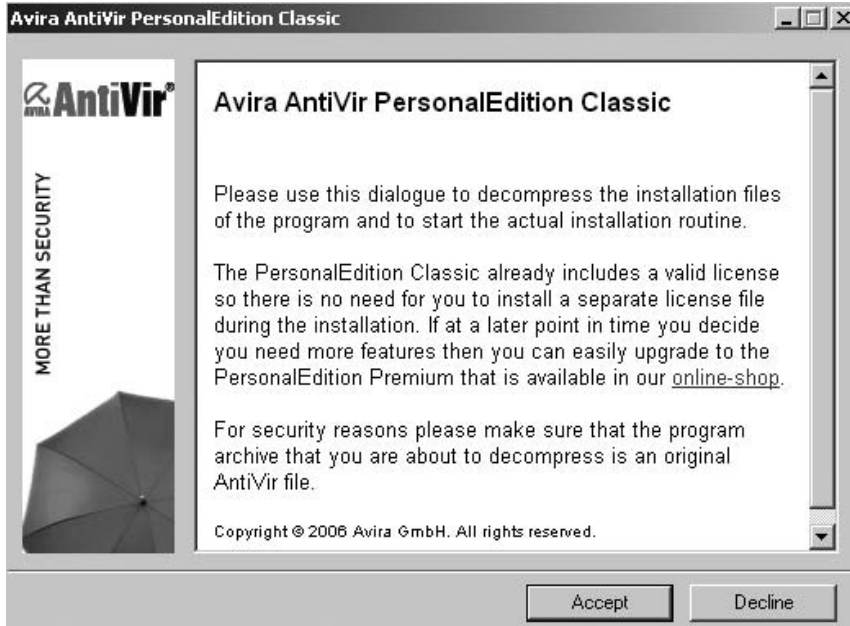 Avira AntiVir PersonalEdition Classic
AVIRA AntiVir®
MORE THAN SECURITY
Avira AntiVir PersonalEdition Classic
Please use this dialogue to decompress the installation files
of the program and to start the actual installation routine.
The PersonalEdition Classic already includes a valid license
so there is no need for you to install a separate license file
during the installation. If at a later point in time you decide
you need more features then you can easily upgrade to the
PersonalEdition Premium that is available in our online-shop.
For security reasons please make sure that the program
archive that you are about to decompress is an original
AntiVir file.
Copyright © 2006 Avira GmbH. All rights reserved.
Accept
Decline